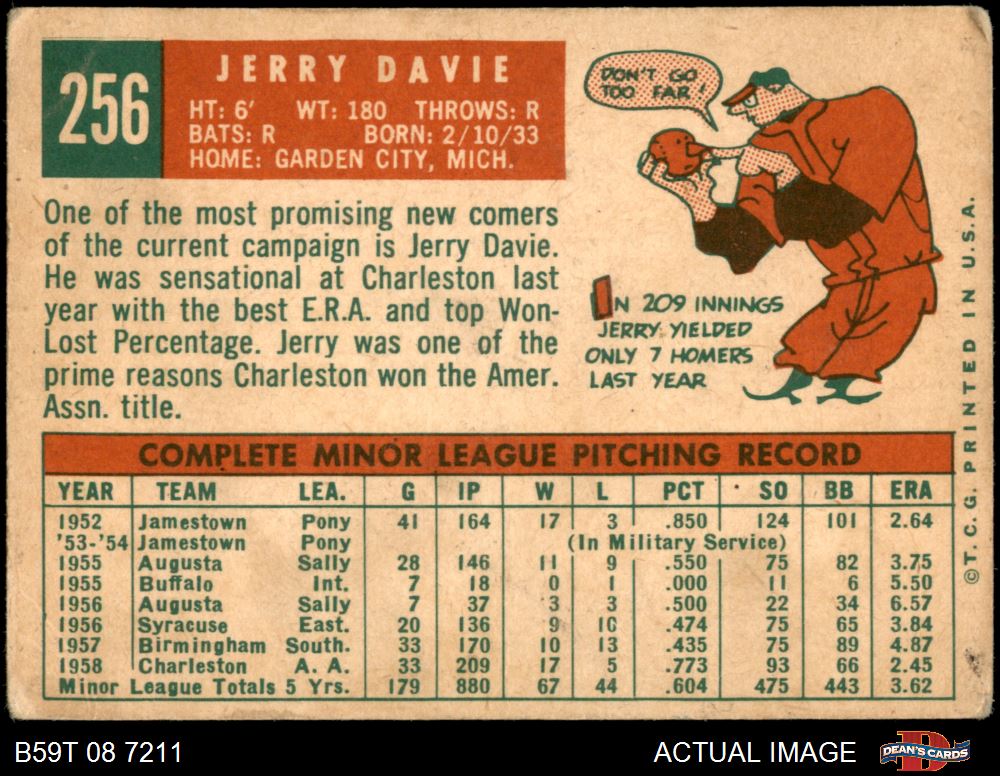 256
JERRY DAVIE
HT: 6' WT: 180 THROWS: R
BATS: R BORN: 2/10/33
HOME: GARDEN CITY, MICH.
DON'T GO
TOO FAR!
One of the most promising new comers
of the current campaign is Jerry Davie.
He was sensational at Charleston last
year with the best E.R.A. and top Won-
Lost Percentage. Jerry was one of the
prime reasons Charleston won the Amer.
Assn. title.
IN 209 INNINGS
JERRY YIELDED
ONLY 7 HOMERS
LAST YEAR
COMPLETE MINOR LEAGUE PITCHING RECORD
YEAR TEAM LEA. G IP W L PCT SO BB ERA
1952 Jamestown Pony 41 164 17 3 .850 124 101 2.64
'53-'54 Jamestown Pony (In Military Service)
1955 Augusta Sally 28 146 11 9 .550 75 82 3.75
1955 Buffalo Int. 7 18 0 1 .000 11 6 5.50
1956 Augusta Sally 7 37 3 3 .500 22 34 6.57
1956 Syracuse East. 20 136 9 10 .474 75 65 3.84
1957 Birmingham South. 33 170 10 13 .435 75 89 4.87
1958 Charleston A. A. 33 209 17 5 .773 93 66 2.45
Minor League Totals 5 Yrs. 179 880 67 44 .604 475 443 3.62
©T. C. G. PRINTED IN U.S.A.
B59T 08 7211
ACTUAL IMAGE
D
DEAN'S CARDS